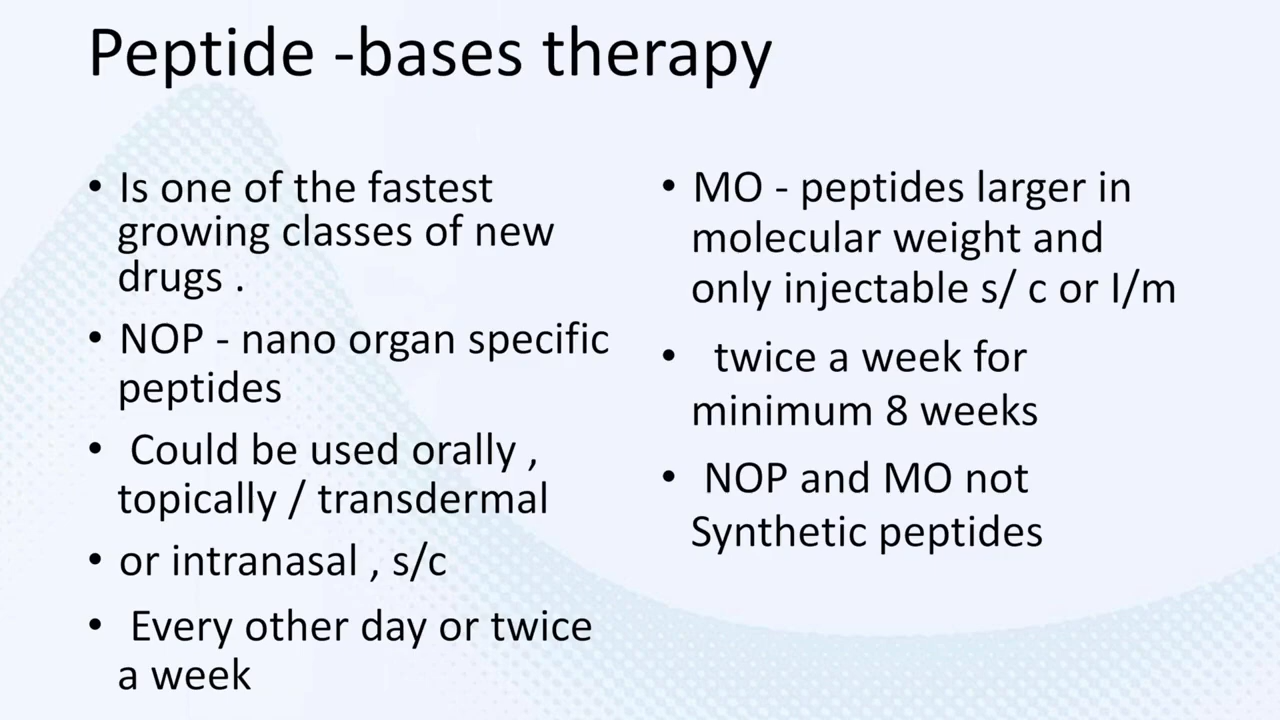 Peptide -bases therapy
• Is one of the fastest
growing classes of new
drugs .
• NOP - nano organ specific
peptides
• Could be used orally ,
topically / transdermal
• or intranasal , s/c
• Every other day or twice
a week
• MO - peptides larger in
molecular weight and
only injectable s/ c or I/m
• twice a week for
minimum 8 weeks
• NOP and MO not
Synthetic peptides